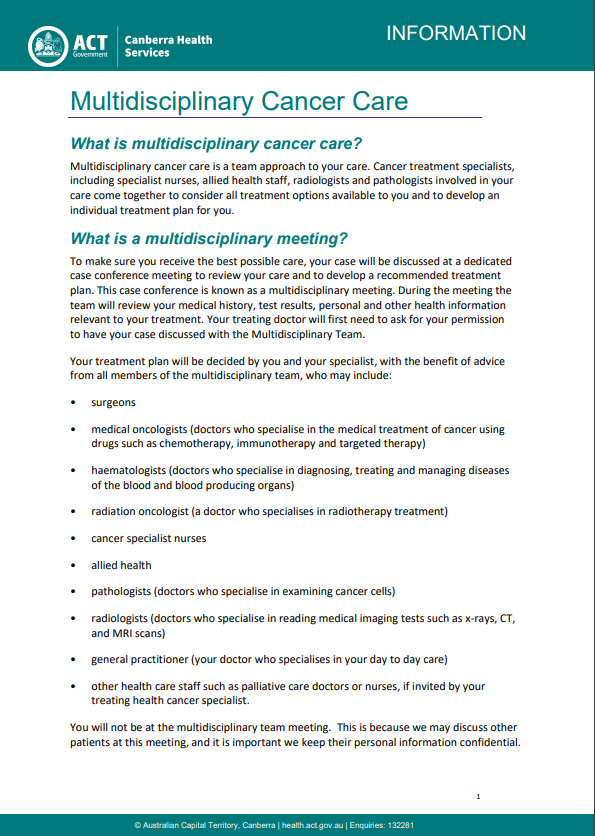 ACT
Government
Canberra Health
Services
INFORMATION
Multidisciplinary Cancer Care
What is multidisciplinary cancer care?
Multidisciplinary cancer care is a team approach to your care. Cancer treatment specialists,
including specialist nurses, allied health staff, radiologists and pathologists involved in your
care come together to consider all treatment options available to you and to develop an
individual treatment plan for you.
What is a multidisciplinary meeting?
To make sure you receive the best possible care, your case will be discussed at a dedicated
case conference meeting to review your care and to develop a recommended treatment
plan. This case conference is known as a multidisciplinary meeting. During the meeting the
team will review your medical history, test results, personal and other health information
relevant to your treatment. Your treating doctor will first need to ask for your permission
to have your case discussed with the Multidisciplinary Team.
Your treatment plan will be decided by you and your specialist, with the benefit of advice
from all members of the multidisciplinary team, who may include:
• surgeons
• medical oncologists (doctors who specialise in the medical treatment of cancer using
drugs such as chemotherapy, immunotherapy and targeted therapy)
• haematologists (doctors who specialise in diagnosing, treating and managing diseases
of the blood and blood producing organs)
• radiation oncologist (a doctor who specialises in radiotherapy treatment)
• cancer specialist nurses
• allied health
• pathologists (doctors who specialise in examining cancer cells)
• radiologists (doctors who specialise in reading medical imaging tests such as x-rays, CT,
and MRI scans)
• general practitioner (your doctor who specialises in your day to day care)
• other health care staff such as palliative care doctors or nurses, if invited by your
treating health cancer specialist.
You will not be at the multidisciplinary team meeting.  This is because we may discuss other
patients at this meeting, and it is important we keep their personal information confidential.
1
© Australian Capital Territory, Canberra | health.act.gov.au | Enquiries: 132281